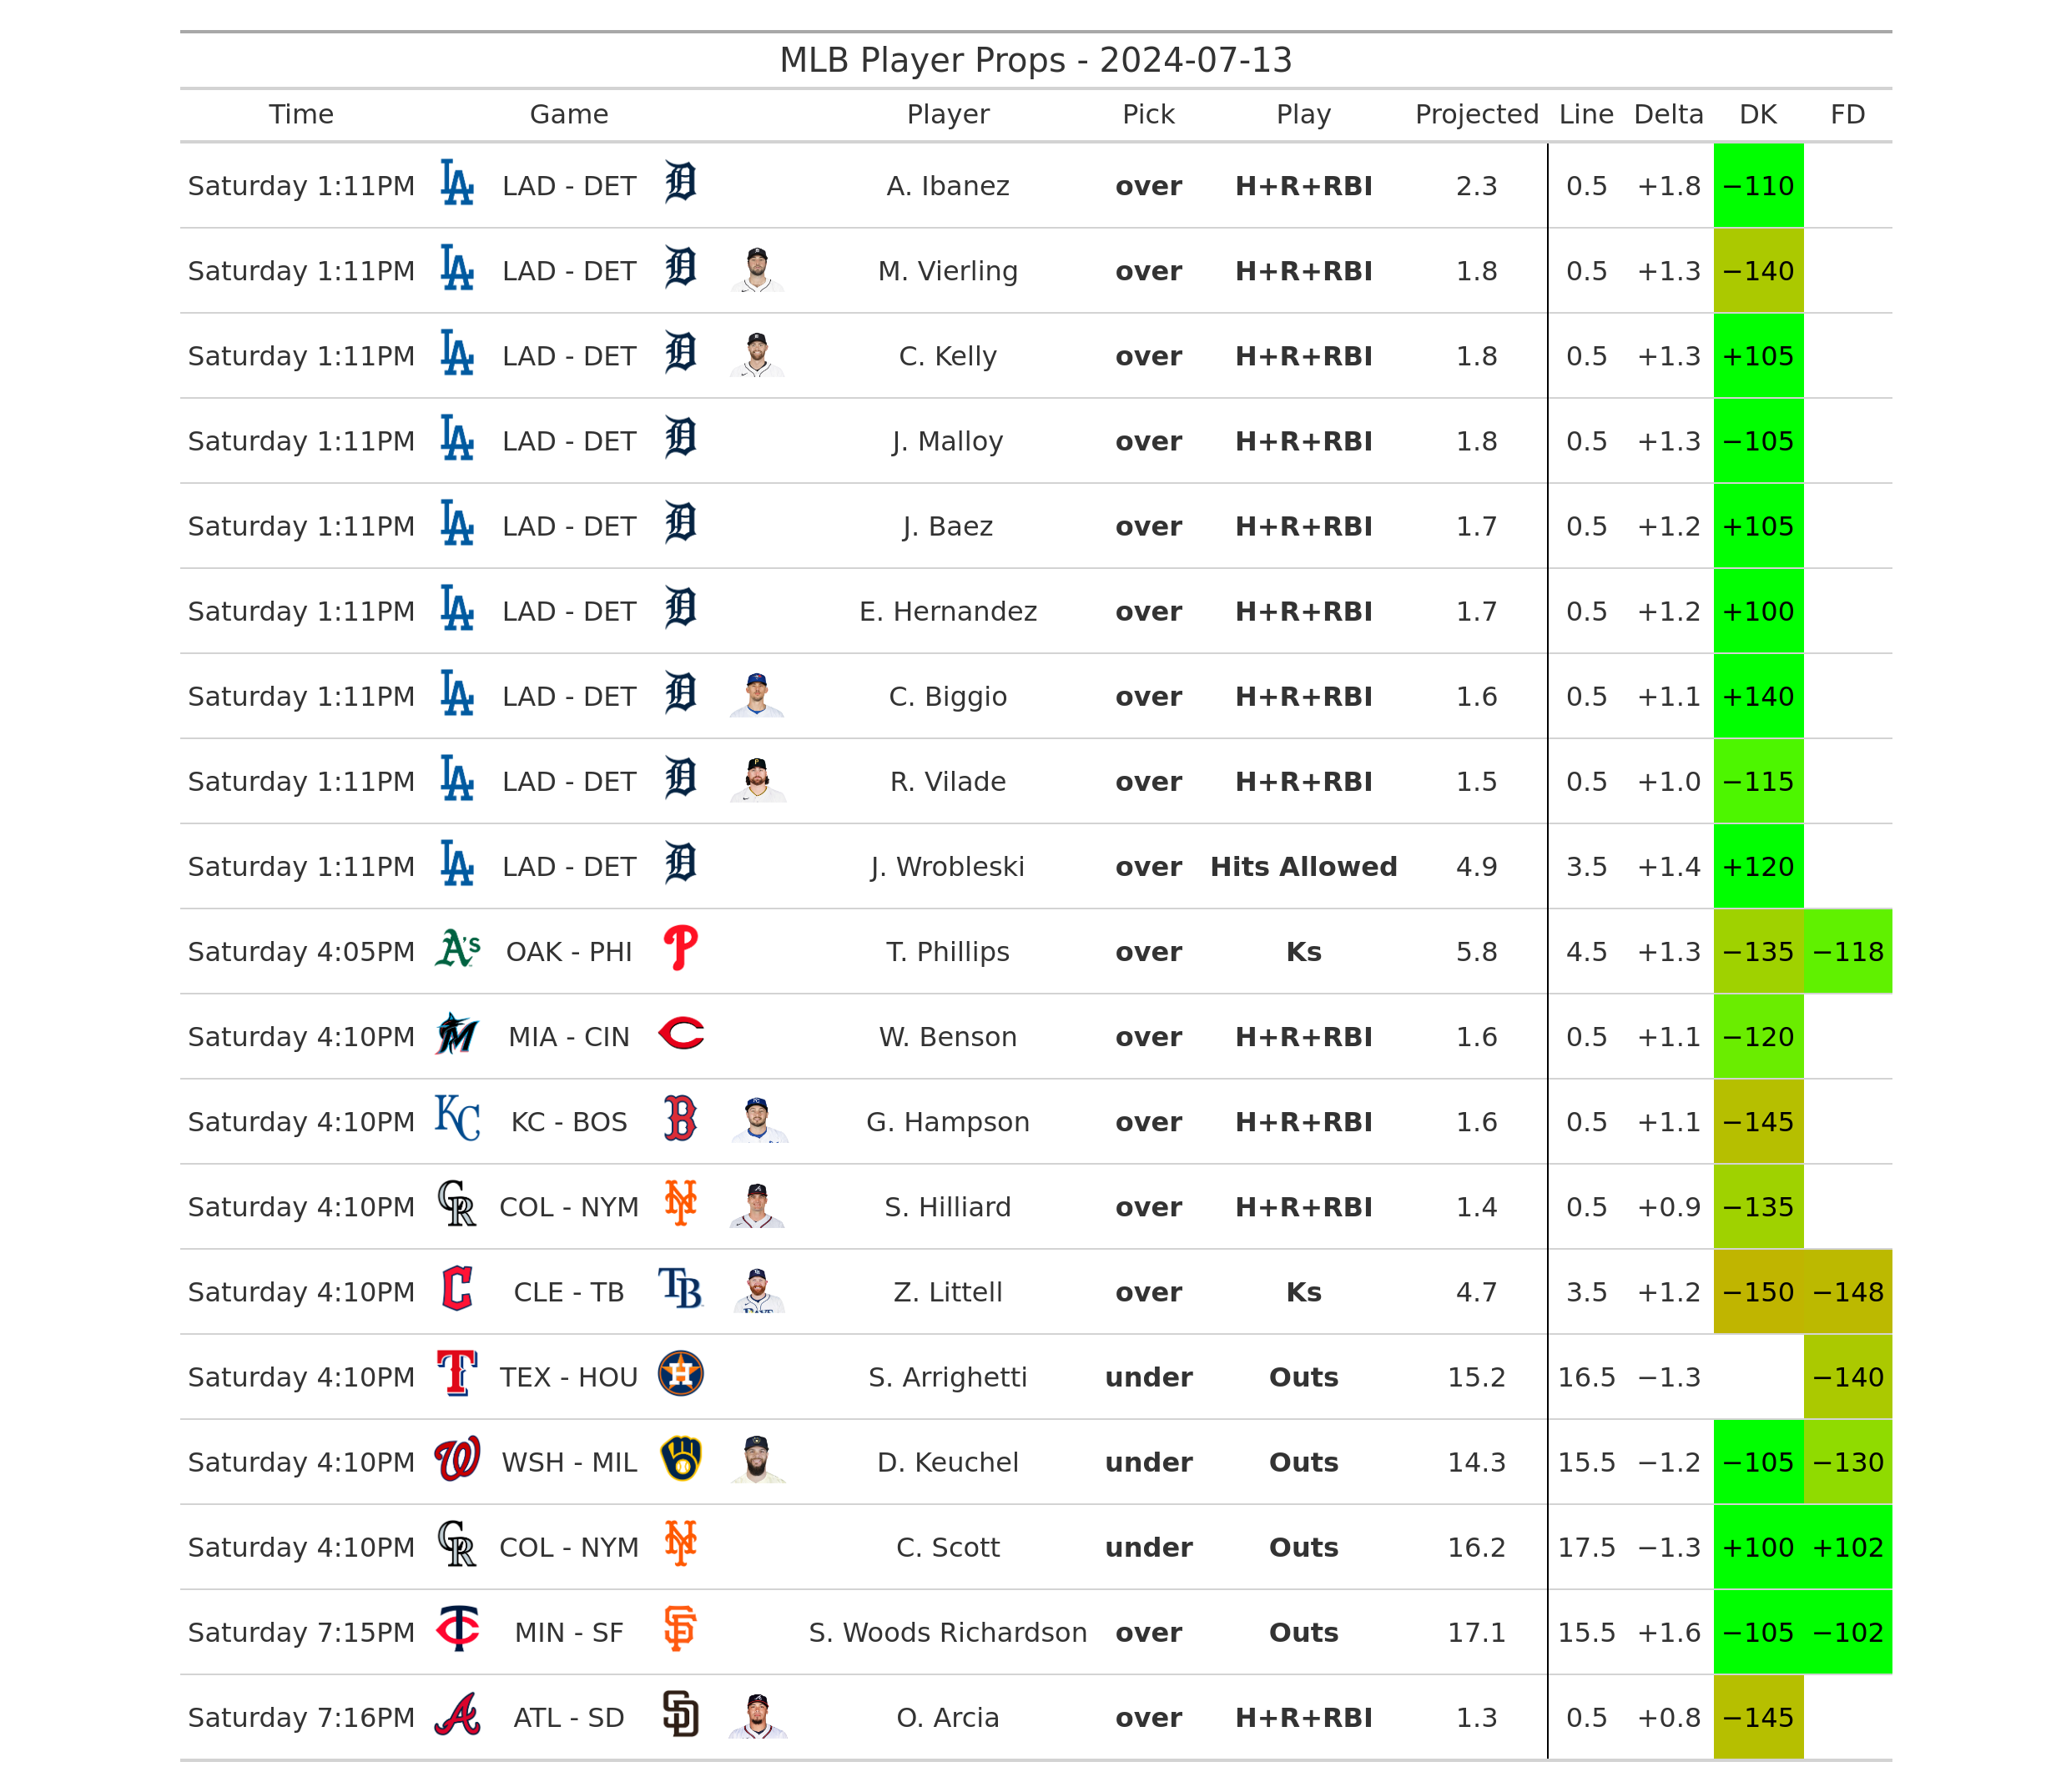 MLB Player Props - 2024-07-13
Time Game Player Pick Play Projected Line Delta DK FD
Saturday 1:11PM LAD - DET A. Ibanez over H+R+RBI 2.3 0.5 +1.8 −110
Saturday 1:11PM LAD - DET M. Vierling over H+R+RBI 1.8 0.5 +1.3 −140
Saturday 1:11PM LAD - DET C. Kelly over H+R+RBI 1.8 0.5 +1.3 +105
Saturday 1:11PM LAD - DET J. Malloy over H+R+RBI 1.8 0.5 +1.3 −105
Saturday 1:11PM LAD - DET J. Baez over H+R+RBI 1.7 0.5 +1.2 +105
Saturday 1:11PM LAD - DET E. Hernandez over H+R+RBI 1.7 0.5 +1.2 +100
Saturday 1:11PM LAD - DET C. Biggio over H+R+RBI 1.6 0.5 +1.1 +140
Saturday 1:11PM LAD - DET R. Vilade over H+R+RBI 1.5 0.5 +1.0 −115
Saturday 1:11PM LAD - DET J. Wrobleski over Hits Allowed 4.9 3.5 +1.4 +120
Saturday 4:05PM OAK - PHI T. Phillips over Ks 5.8 4.5 +1.3 −135 −118
Saturday 4:10PM MIA - CIN W. Benson over H+R+RBI 1.6 0.5 +1.1 −120
Saturday 4:10PM KC - BOS G. Hampson over H+R+RBI 1.6 0.5 +1.1 −145
Saturday 4:10PM COL - NYM S. Hilliard over H+R+RBI 1.4 0.5 +0.9 −135
Saturday 4:10PM CLE - TB Z. Littell over Ks 4.7 3.5 +1.2 −150 −148
Saturday 4:10PM TEX - HOU S. Arrighetti under Outs 15.2 16.5 −1.3 −140
Saturday 4:10PM WSH - MIL D. Keuchel under Outs 14.3 15.5 −1.2 −105 −130
Saturday 4:10PM COL - NYM C. Scott under Outs 16.2 17.5 −1.3 +100 +102
Saturday 7:15PM MIN - SF S. Woods Richardson over Outs 17.1 15.5 +1.6 −105 −102
Saturday 7:16PM ATL - SD O. Arcia over H+R+RBI 1.3 0.5 +0.8 −145